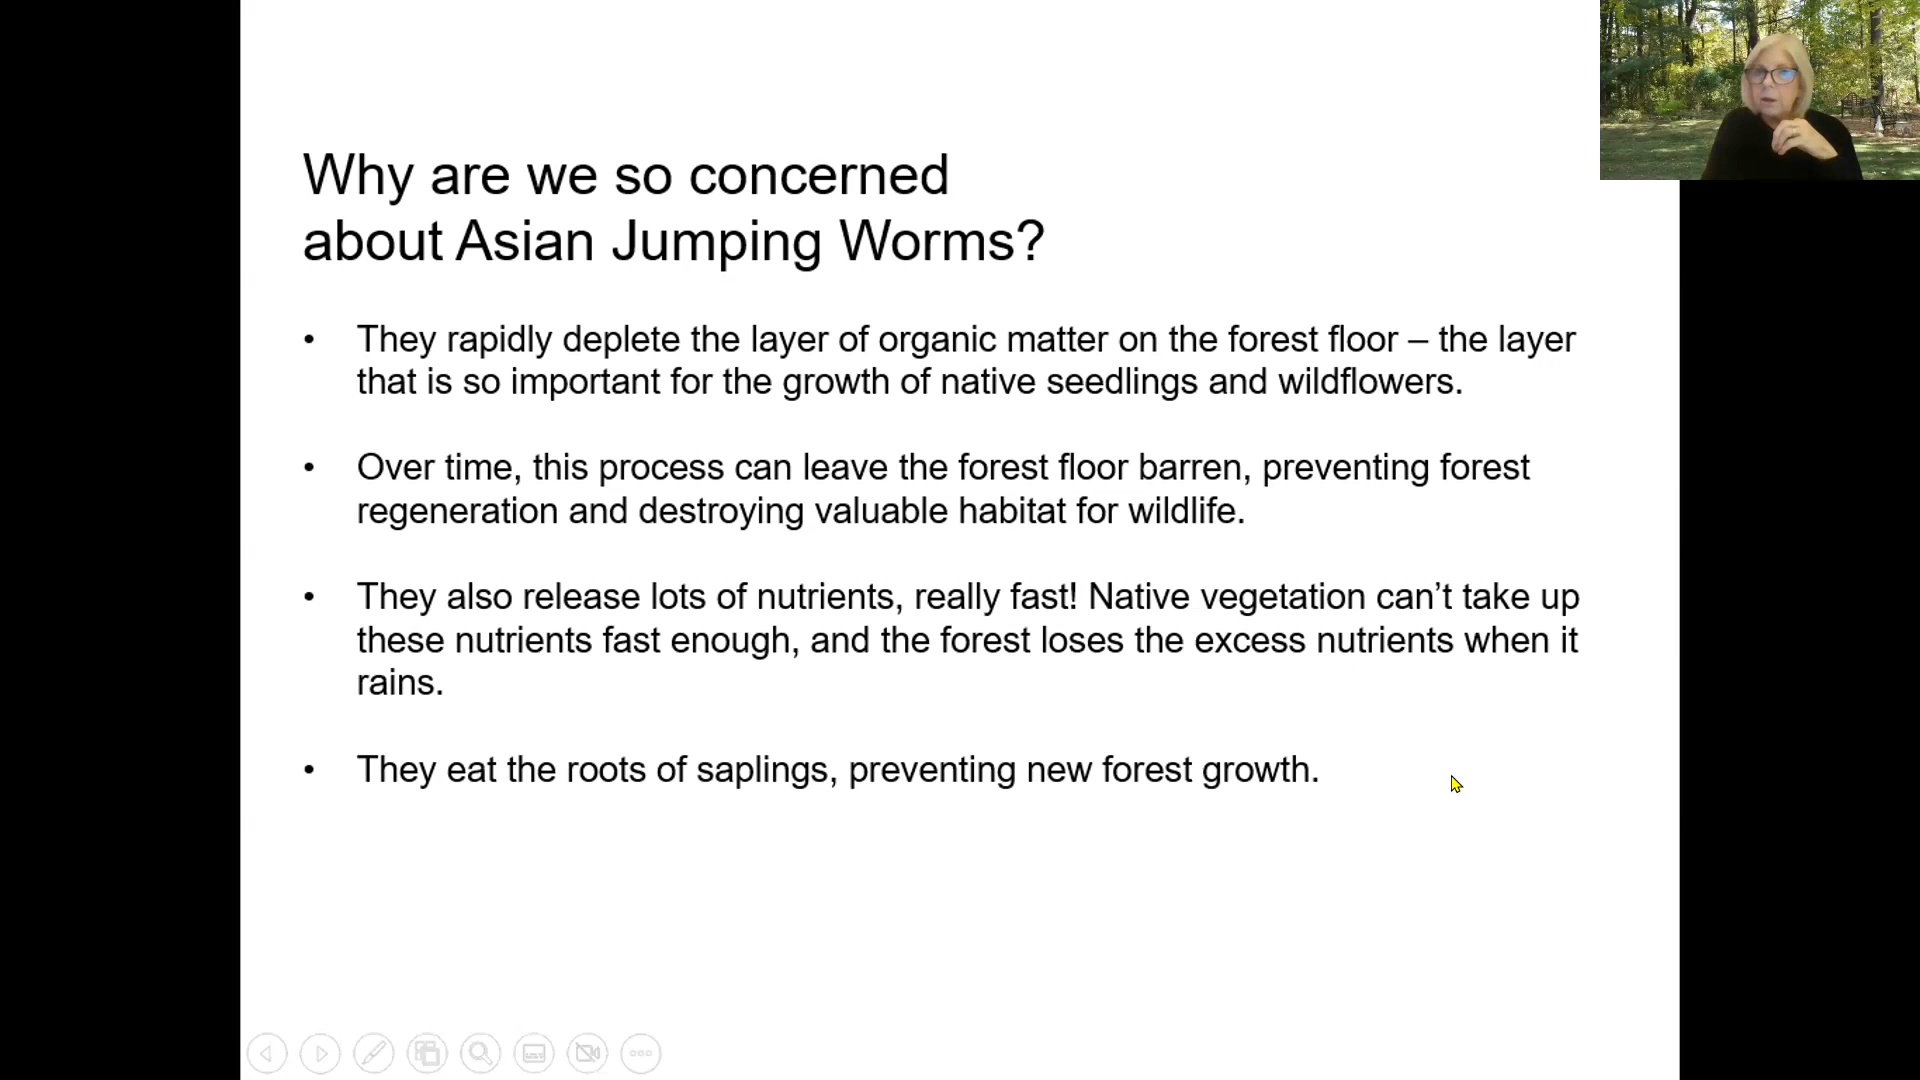 Why are we so concerned
about Asian Jumping Worms?
• They rapidly deplete the layer of organic matter on the forest floor – the layer
that is so important for the growth of native seedlings and wildflowers.
• Over time, this process can leave the forest floor barren, preventing forest
regeneration and destroying valuable habitat for wildlife.
• They also release lots of nutrients, really fast! Native vegetation can’t take up
these nutrients fast enough, and the forest loses the excess nutrients when it
rains.
• They eat the roots of saplings, preventing new forest growth.